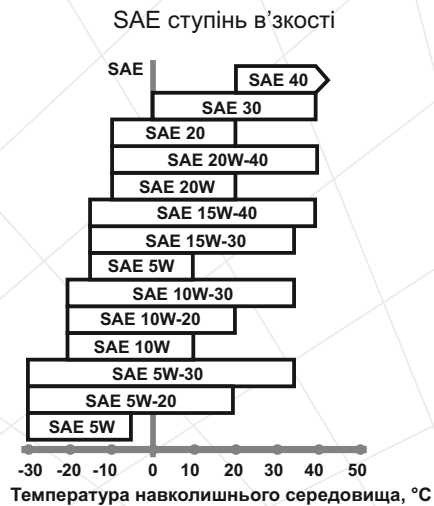 SAE ступінь в’зкості
SAE
SAE 40
SAE 30
SAE 20
SAE 20W-40
SAE 20W
SAE 15W-40
SAE 15W-30
SAE 5W
SAE 10W-30
SAE 10W-20
SAE 10W
SAE 5W-30
SAE 5W-20
SAE 5W
-30 -20 -10 0 10 20 30 40 50
Температура навколишнього середовища, °C